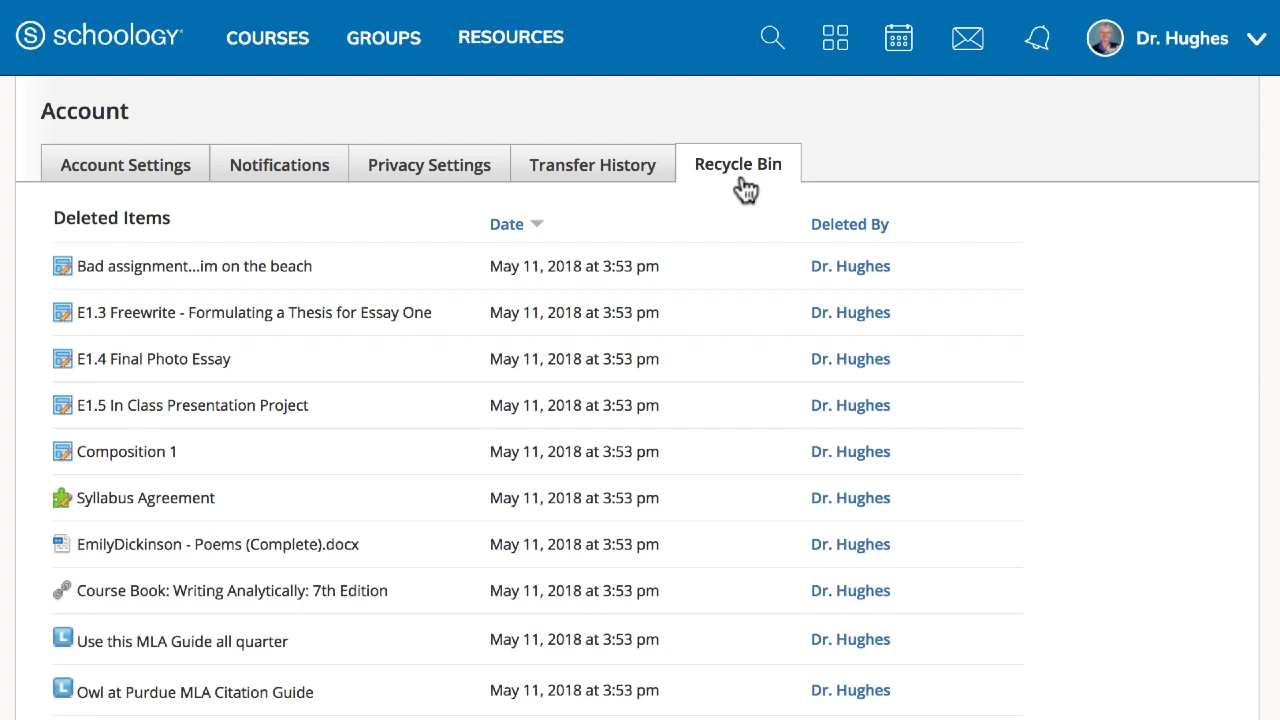 schoology COURSES GROUPS RESOURCES Dr. Hughes
Account
Account Settings Notifications Privacy Settings Transfer History Recycle Bin
Deleted Items Date Deleted By
Bad assignment...im on the beach May 11, 2018 at 3:53 pm Dr. Hughes
E1.3 Freewrite - Formulating a Thesis for Essay One May 11, 2018 at 3:53 pm Dr. Hughes
E1.4 Final Photo Essay May 11, 2018 at 3:53 pm Dr. Hughes
E1.5 In Class Presentation Project May 11, 2018 at 3:53 pm Dr. Hughes
Composition 1 May 11, 2018 at 3:53 pm Dr. Hughes
Syllabus Agreement May 11, 2018 at 3:53 pm Dr. Hughes
EmilyDickinson - Poems (Complete).docx May 11, 2018 at 3:53 pm Dr. Hughes
Course Book: Writing Analytically: 7th Edition May 11, 2018 at 3:53 pm Dr. Hughes
Use this MLA Guide all quarter May 11, 2018 at 3:53 pm Dr. Hughes
Owl at Purdue MLA Citation Guide May 11, 2018 at 3:53 pm Dr. Hughes